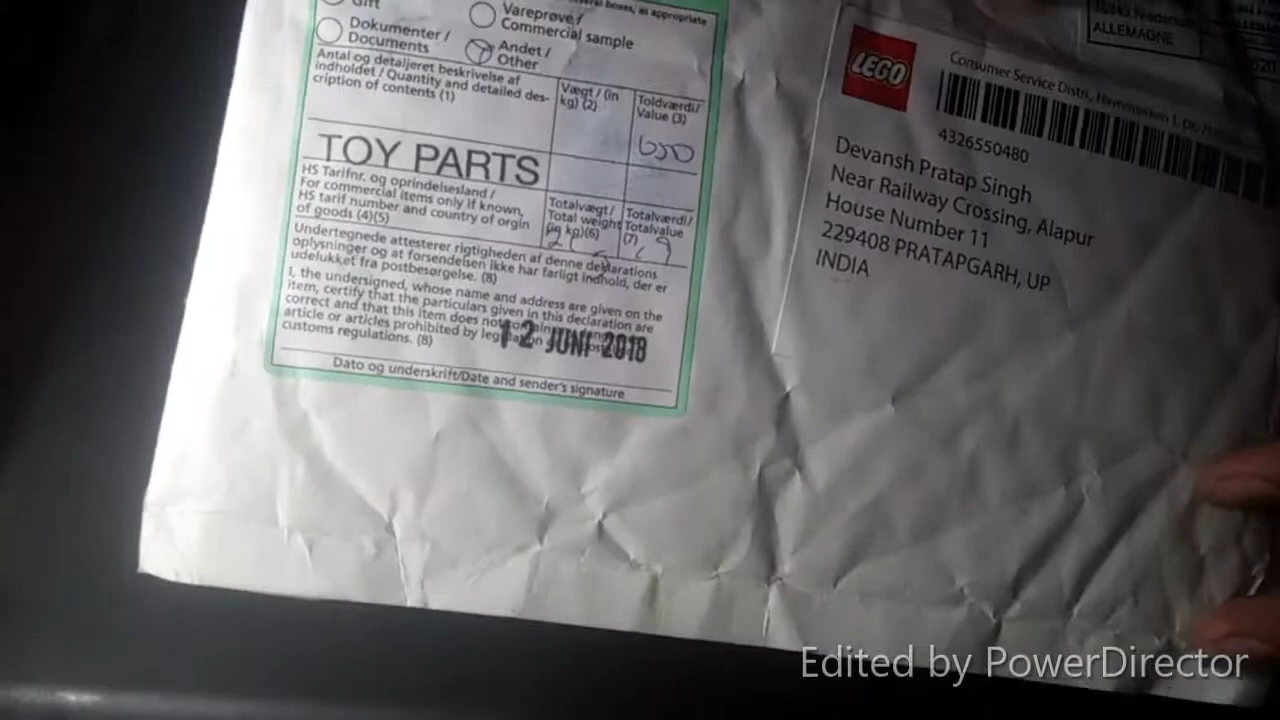 Gift
Vareprøve /
Commercial sample
Dokumenter /
Documents
Andet /
Other
boxes, as appropriate
Antal og detaljeret beskrivelse af
indholdet / Quantity and detailed des-
cription of contents (1)
Vægt / (in
kg) (2)
Toldværdi/
Value (3)
TOY PARTS
HS Tarifnr. og oprindelsesland /
For commercial items only if known,
HS tarif number and country of orgin
of goods (4)(5)
Totalvægt/
Total weight
kg)(6)
Totalværdi/
Totalvalue
(7)
Undertegnede attesterer rigtigheden af denne deklarations
oplysninger og at forsendelsen ikke har farligt indhold, der er
udelukket fra postbesørgelse. (8)
I, the undersigned, whose name and address are given on the
item, certify that the particulars given in this declaration are
correct and that this item does not
article or articles prohibited by
customs regulations. (8)
12 JUNI 2018
Dato og underskrift/Date and sender's signature
ALLEMAGNE
LEGO
Consumer Service Distr.,
4326550480
Devansh Pratap Singh
Near Railway Crossing, Alapur
House Number 11
229408 PRATAPGARH, UP
INDIA
Edited by PowerDirector